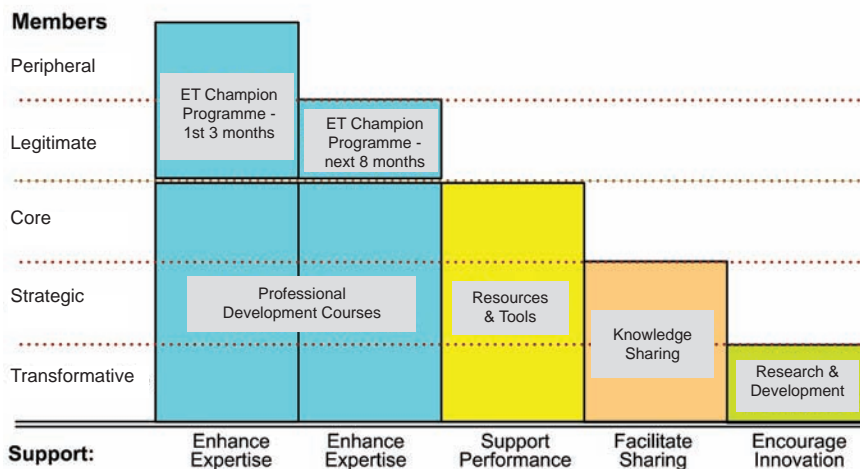 Members
Peripheral
ET Champion
Programme -
1st 3 months
Legitimate
ET Champion
Programme -
next 8 months
Core
Strategic
Professional
Development Courses
Resources
& Tools
Knowledge
Sharing
Transformative
Research &
Development
Support:
Enhance
Expertise
Enhance
Expertise
Support
Performance
Facilitate
Sharing
Encourage
Innovation